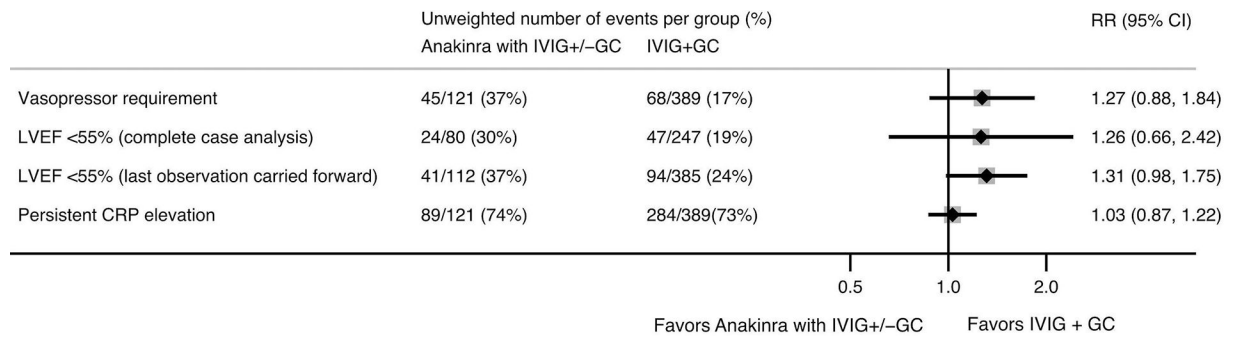 Unweighted number of events per group (%) RR (95% CI)
Anakinra with IVIG+/−GC IVIG+GC
Vasopressor requirement 45/121 (37%) 68/389 (17%) 1.27 (0.88, 1.84)
LVEF <55% (complete case analysis) 24/80 (30%) 47/247 (19%) 1.26 (0.66, 2.42)
LVEF <55% (last observation carried forward) 41/112 (37%) 94/385 (24%) 1.31 (0.98, 1.75)
Persistent CRP elevation 89/121 (74%) 284/389(73%) 1.03 (0.87, 1.22)
0.5 1.0 2.0
Favors Anakinra with IVIG+/−GC Favors IVIG + GC